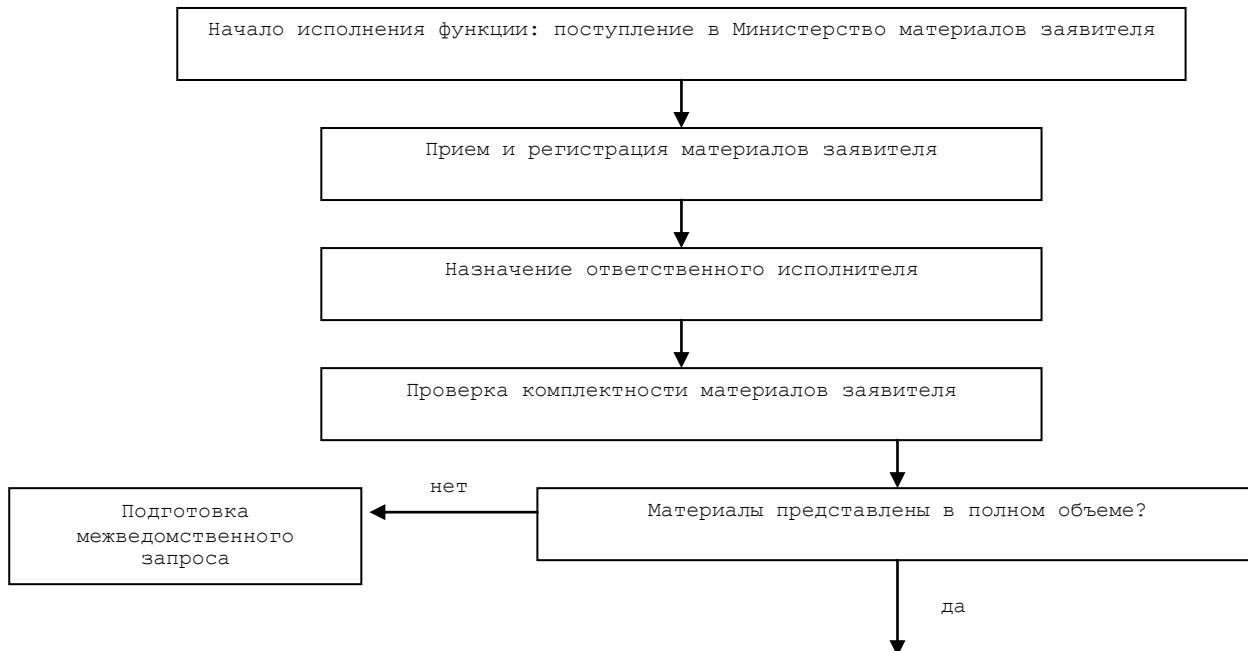 Начало исполнения функции: поступление в Министерство материалов заявителя
Прием и регистрация материалов заявителя
Назначение ответственного исполнителя
Проверка комплектности материалов заявителя
нет
Подготовка
межведомственного
запроса
Материалы представлены в полном объеме?
да